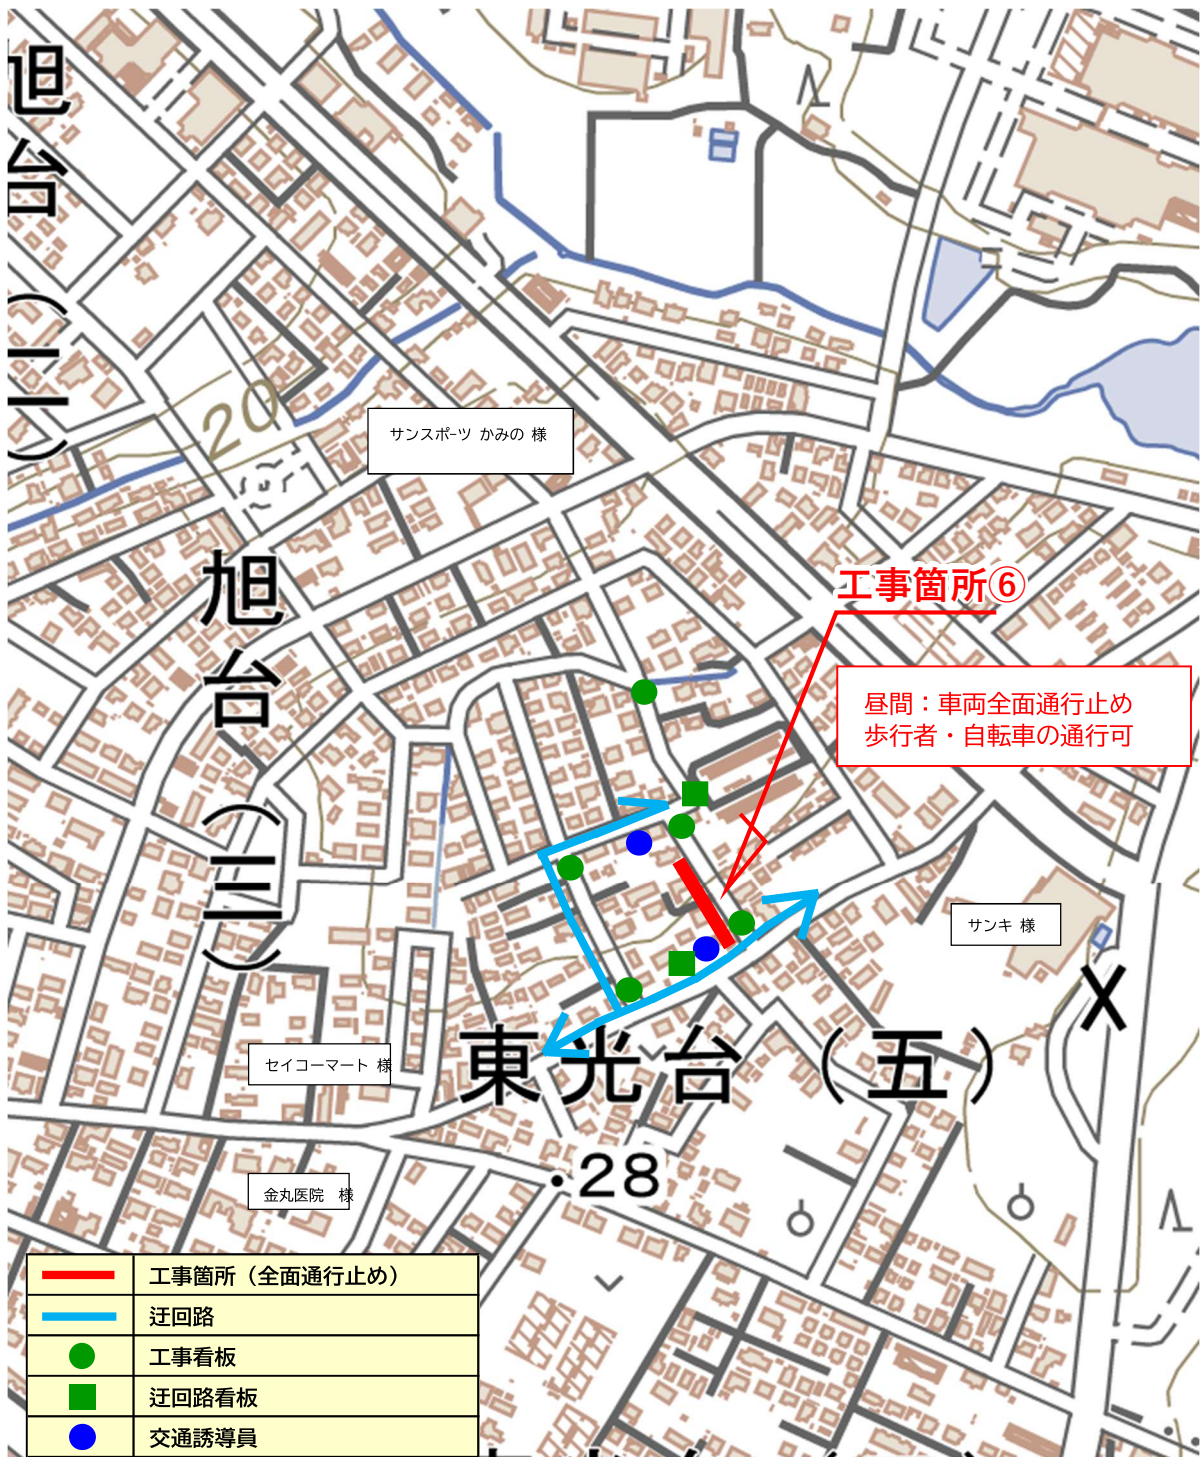 旭台(二)
20
サンスポーツ かみの 様
旭台(三)
工事箇所⑥
昼間：車両全面通行止め
歩行者・自転車の通行可
サンキ 様
東光台(五)
セイコーマート 様
・28
金丸医院 様
工事箇所（全面通行止め）
迂回路
工事看板
迂回路看板
交通誘導員